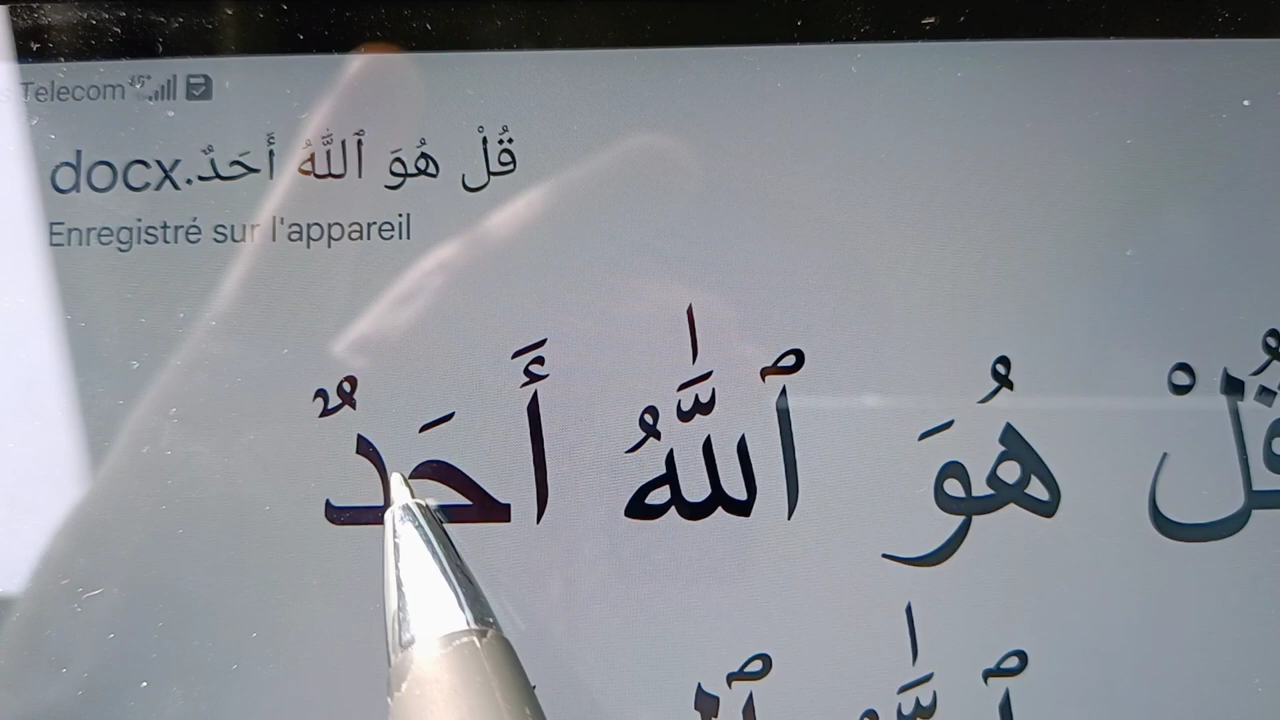 Telecom
قُلْ هُوَ ٱللَّهُ أَحَدٌ.docx
Enregistré sur l'appareil
قُلْ هُوَ ٱللَّٰهُ أَحَدٌ